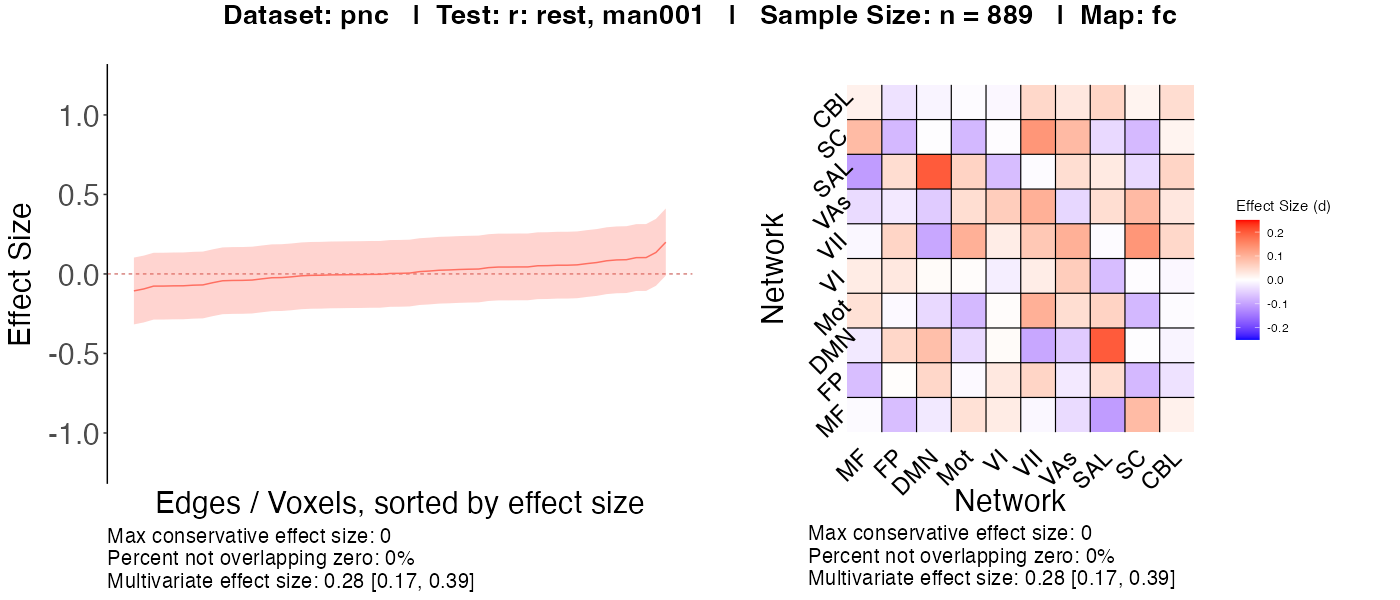 Dataset: pnc | Test: r: rest, man001 | Sample Size: n = 889 | Map: fc
Effect Size
1.0
0.5
0.0
-0.5
-1.0
Edges / Voxels, sorted by effect size
Max conservative effect size: 0
Percent not overlapping zero: 0%
Multivariate effect size: 0.28 [0.17, 0.39]
Network
CBL
SC
SAL
VAs
VII
VI
Mot
DMN
FP
MF
MF
FP
DMN
Mot
VI
VII
VAs
SAL
SC
CBL
Network
Max conservative effect size: 0
Percent not overlapping zero: 0%
Multivariate effect size: 0.28 [0.17, 0.39]
Effect Size (d)
0.2
0.1
0.0
-0.1
-0.2